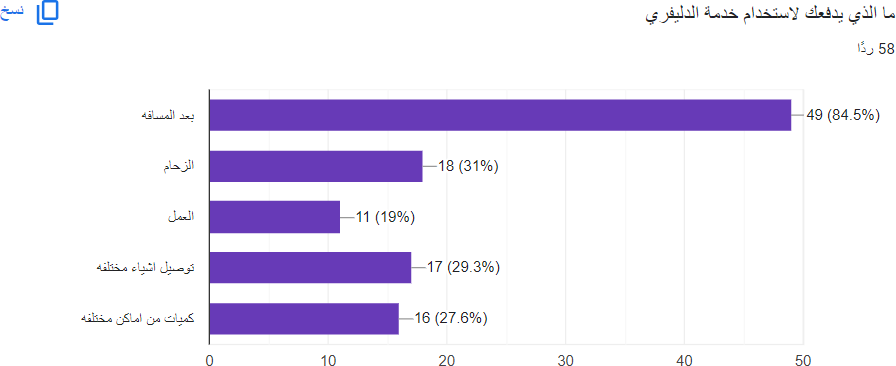 ما الذي يدفعك لاستخدام خدمة الدليفري
نسخ
58 ردًا
بعد المسافه
49 (84.5%)
الزحام
18 (31%)
العمل
11 (19%)
توصيل اشياء مختلفه
17 (29.3%)
كميات من اماكن مختلفه
16 (27.6%)
0 10 20 30 40 50